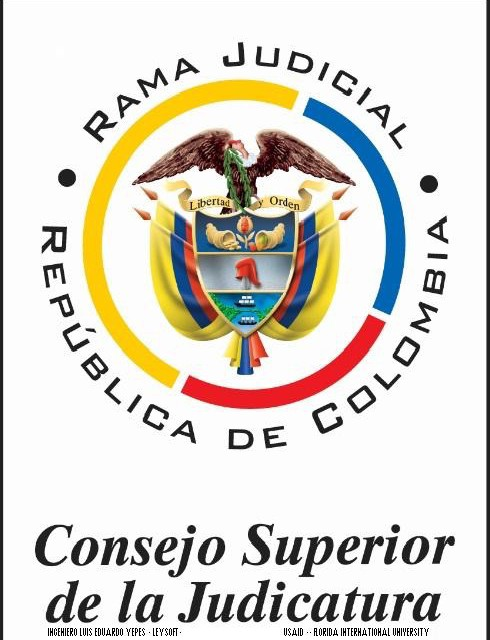 RAMA JUDICIAL
Libertad y Orden
REPÚBLICA DE COLOMBIA
Consejo Superior
de la Judicatura
INGENIERO LUIS EDUARDO YEPES - LEYSOFT -
USAID - - FLORIDA INTERNATIONAL UNIVERSITY